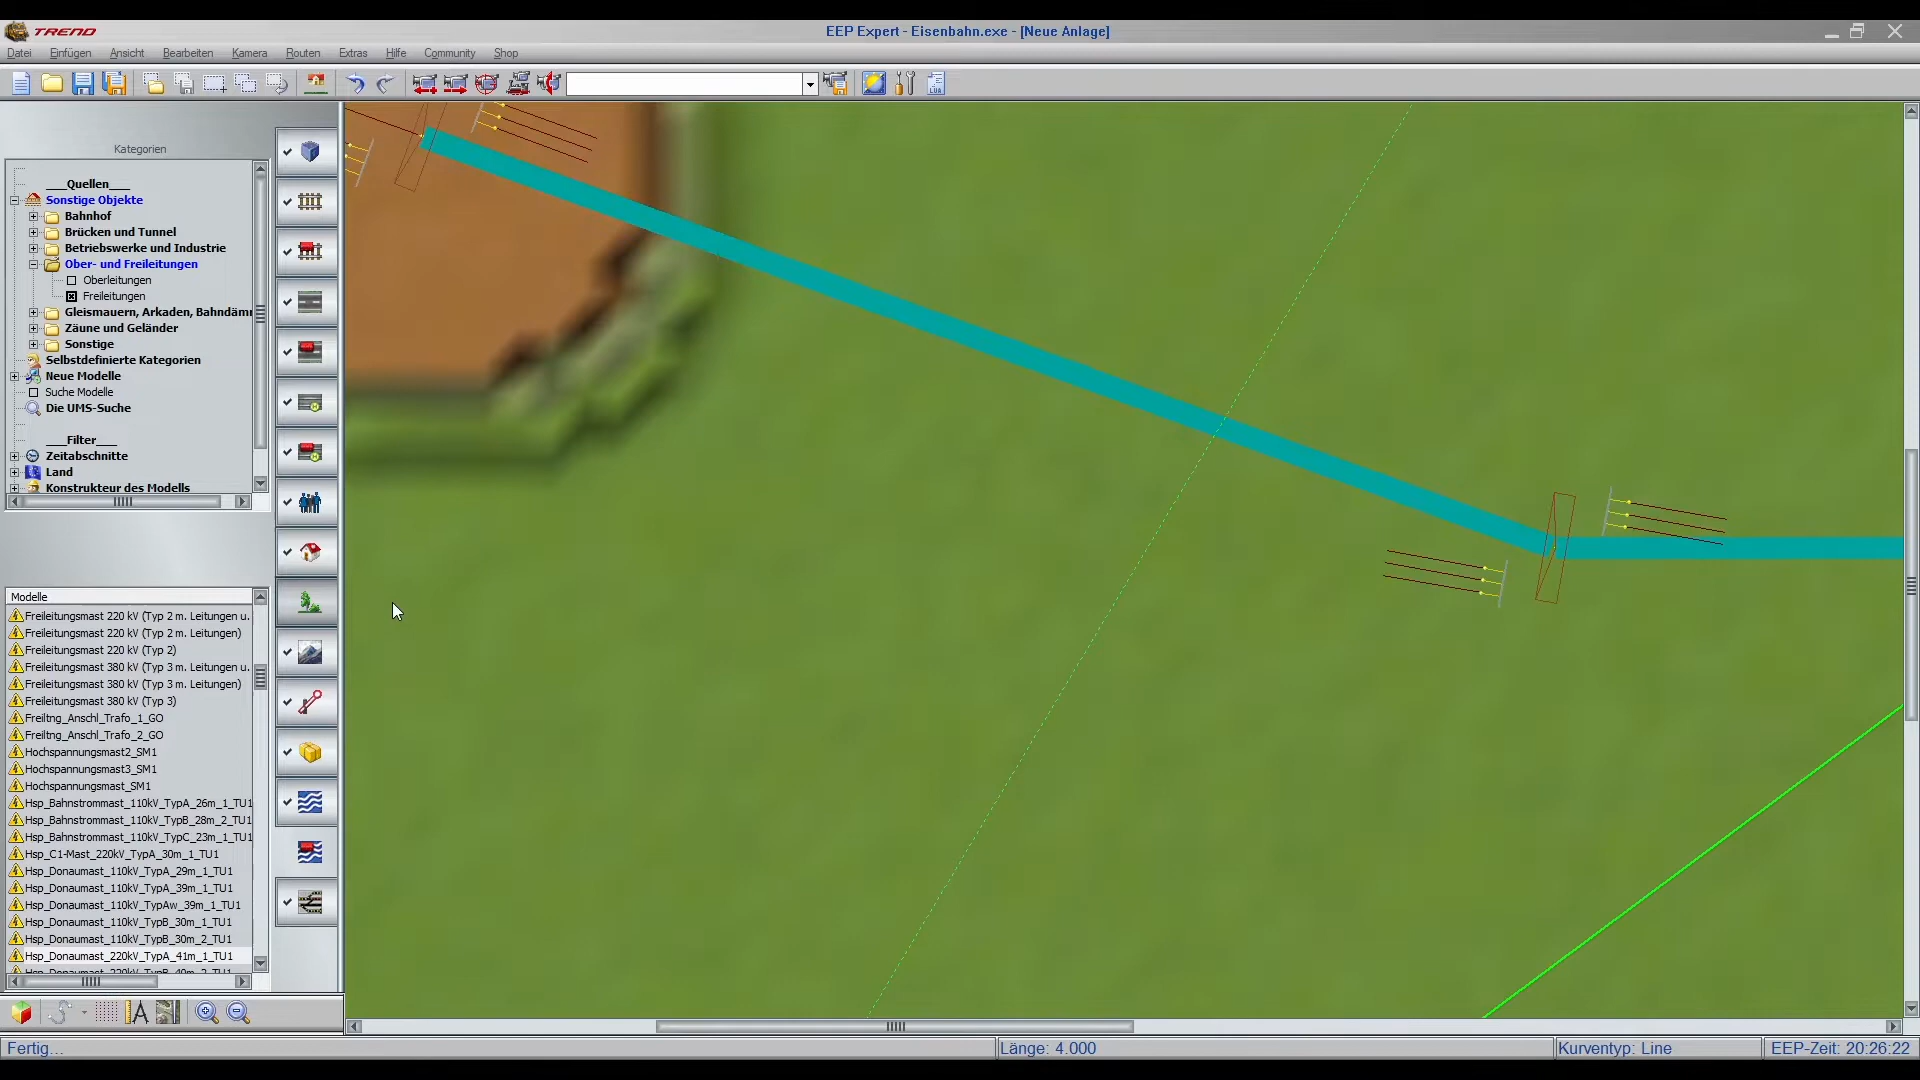 TREND
EEP Expert - Eisenbahn.exe - [Neue Anlage]
Datei Einfügen Ansicht Bearbeiten Kamera Routen Extras Hilfe Community Shop
LUA
Kategorien
___Quellen___
Sonstige Objekte
Bahnhof
Brücken und Tunnel
Betriebswerke und Industrie
Ober- und Freileitungen
Oberleitungen
Freileitungen
Gleismauern, Arkaden, Bahndäm
Zäune und Geländer
Sonstige
Selbstdefinierte Kategorien
Neue Modelle
Suche Modelle
Die UMS-Suche
___Filter___
Zeitabschnitte
Land
Konstrukteur des Modells
Modelle
Freileitungsmast 220 kV (Typ 2 m. Leitungen u.
Freileitungsmast 220 kV (Typ 2 m. Leitungen)
Freileitungsmast 220 kV (Typ 2)
Freileitungsmast 380 kV (Typ 3 m. Leitungen u.
Freileitungsmast 380 kV (Typ 3 m. Leitungen)
Freileitungsmast 380 kV (Typ 3)
Freiltng_Anschl_Trafo_1_GO
Freiltng_Anschl_Trafo_2_GO
Hochspannungsmast2_SM1
Hochspannungsmast3_SM1
Hochspannungsmast_SM1
Hsp_Bahnstrommast_110kV_TypA_26m_1_TU1
Hsp_Bahnstrommast_110kV_TypB_28m_2_TU1
Hsp_Bahnstrommast_110kV_TypC_23m_1_TU1
Hsp_C1-Mast_220kV_TypA_30m_1_TU1
Hsp_Donaumast_110kV_TypA_29m_1_TU1
Hsp_Donaumast_110kV_TypA_39m_1_TU1
Hsp_Donaumast_110kV_TypAw_39m_1_TU1
Hsp_Donaumast_110kV_TypB_30m_1_TU1
Hsp_Donaumast_110kV_TypB_30m_2_TU1
Hsp_Donaumast_220kV_TypA_41m_1_TU1
Hsp_Donaumast_220kV_TypB_40m_2_TU1
Fertig...
Länge: 4.000
Kurventyp: Line
EEP-Zeit: 20:26:22